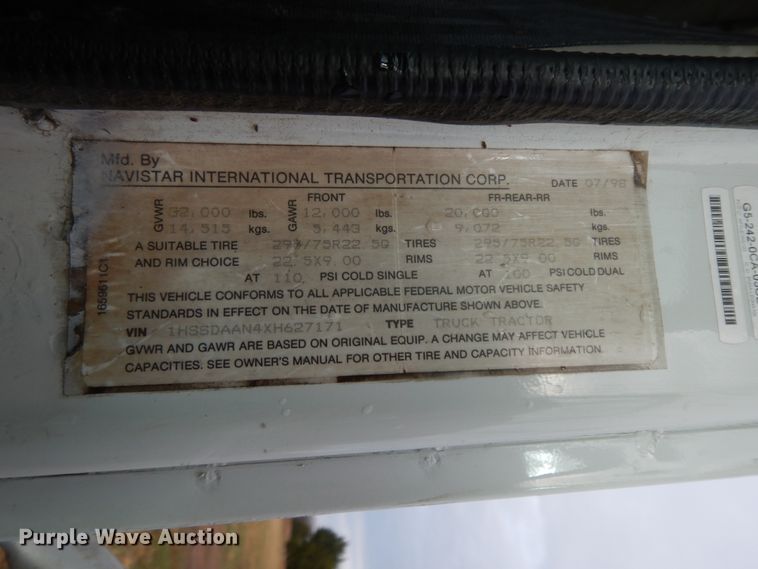 Mfd. By
NAVISTAR INTERNATIONAL TRANSPORTATION CORP. DATE 07/98
FRONT FR-REAR-RR
GVWR 32,000 lbs. GAWR 12,000 lbs. 20,000 lbs.
14,515 kgs. 5,443 kgs. 9,072 kgs.
A SUITABLE TIRE 295/75R22.5G TIRES 295/75R22.5G TIRES
AND RIM CHOICE 22.5X9.00 RIMS 22.5X9.00 RIMS
AT 110 PSI COLD SINGLE AT 100 PSI COLD DUAL
THIS VEHICLE CONFORMS TO ALL APPLICABLE FEDERAL MOTOR VEHICLE SAFETY
STANDARDS IN EFFECT ON THE DATE OF MANUFACTURE SHOWN ABOVE.
VIN 1HSSDAAN4XH627171 TYPE TRUCK TRACTOR
GVWR AND GAWR ARE BASED ON ORIGINAL EQUIP. A CHANGE MAY AFFECT VEHICLE
CAPACITIES. SEE OWNER'S MANUAL FOR OTHER TIRE AND CAPACITY INFORMATION.
Purple Wave Auction